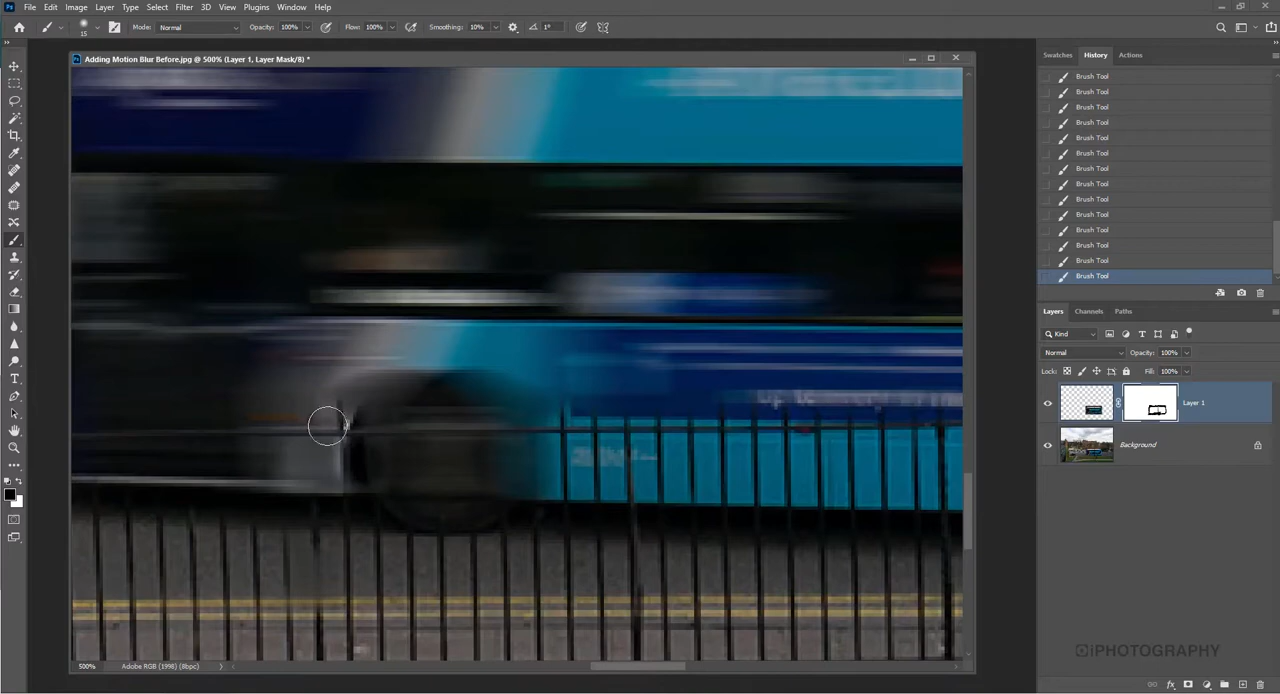 File Edit Image Layer Type Select Filter 3D View Plugins Window Help
15 Mode: Normal Opacity: 100% Flow: 100% Smoothing: 10% 1°
Adding Motion Blur Before.jpg @ 500% (Layer 1, Layer Mask/8) *
Swatches History Actions
Brush Tool
Brush Tool
Brush Tool
Brush Tool
Brush Tool
Brush Tool
Brush Tool
Brush Tool
Brush Tool
Brush Tool
Brush Tool
Brush Tool
Brush Tool
Brush Tool
Layers Channels Paths
Kind
Normal Opacity: 100%
Lock: Fill: 100%
Layer 1
Background
500% Adobe RGB (1998) (8bpc)
iPHOTOGRAPHY